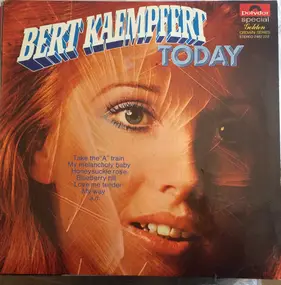 BERT KAEMPFERT
TODAY
Polydor
special
Golden
Take the "A" train
My melancholy baby
Honeysuckle rose
Blueberry hill
Love me tender
My way